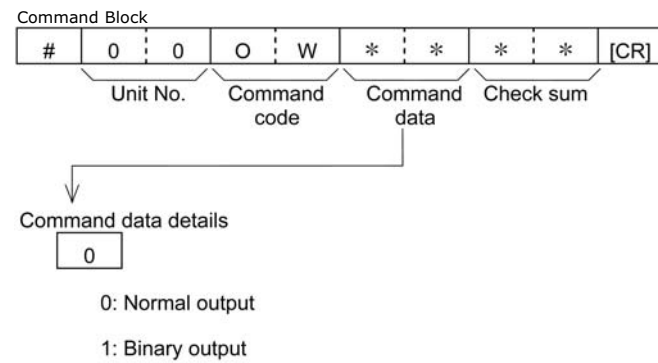 Command Block
# 0 0 O W * * * * [CR]
Unit No. Command code Command data Check sum
Command data details
0
0: Normal output
1: Binary output